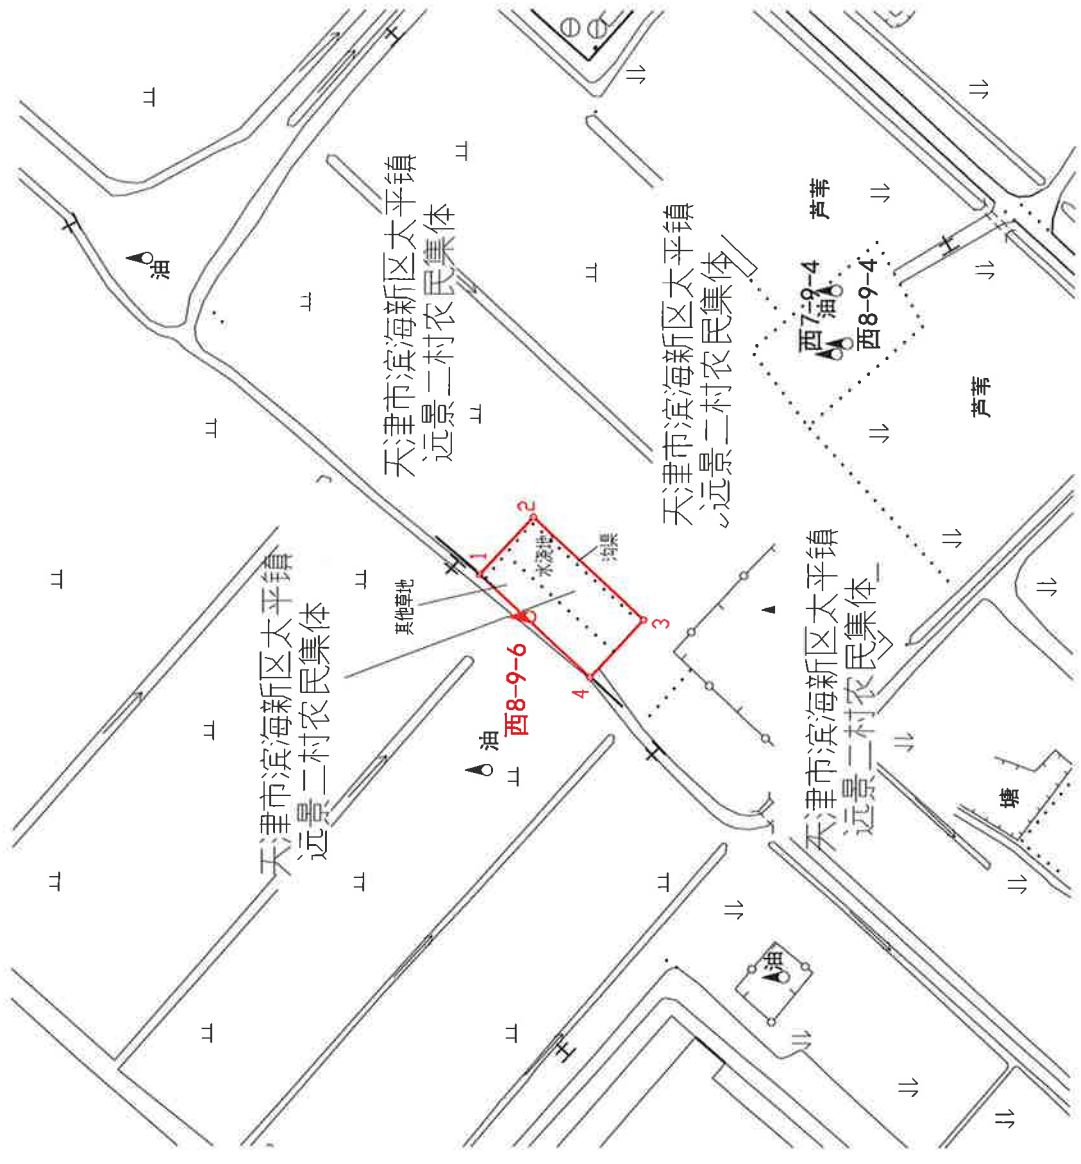 天津市滨海新区太平镇
远景二村农民集体
油
天津市滨海新区太平镇
远景二村农民集体
芦苇
西7-9-4
油
西8-9-4
芦苇
1
2
3
4
水浇地
沟渠
其他草地
西8-9-6
油
天津市滨海新区太平镇
远景二村农民集体
天津市滨海新区太平镇
远景二村农民集体
塘
油